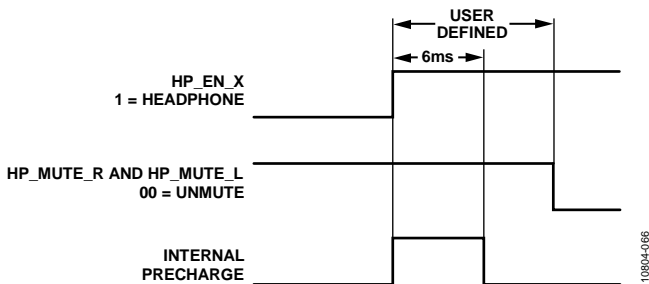 USER
DEFINED
6ms
HP_EN_X
1 = HEADPHONE
HP_MUTE_R AND HP_MUTE_L
00 = UNMUTE
INTERNAL
PRECHARGE
10804-066